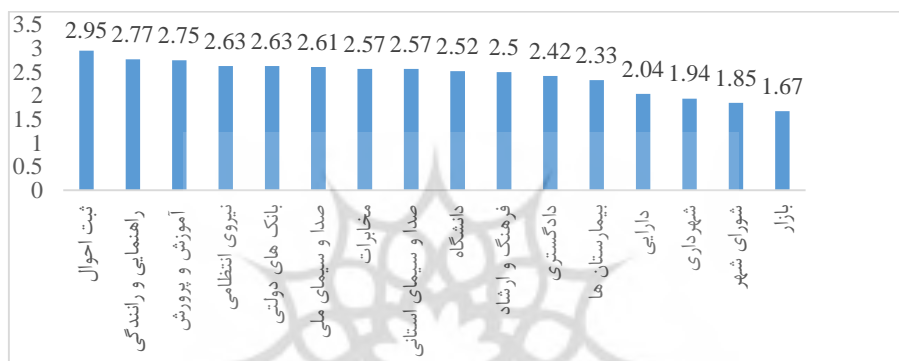 3.5
3
2.5
2
1.5
1
0.5
0
2.95
2.77
2.75
2.63
2.63
2.61
2.57
2.57
2.52
2.5
2.42
2.33
2.04
1.94
1.85
1.67
ثبت احوال
راهنمایی و رانندگی
آموزش و پرورش
نیروی انتظامی
بانک های دولتی
صدا و سیمای ملی
مخابرات
صدا و سیمای استانی
دانشگاه
فرهنگ و ارشاد
دادگستری
بیمارستان ها
دارایی
شهرداری
شورای شهر
بازار